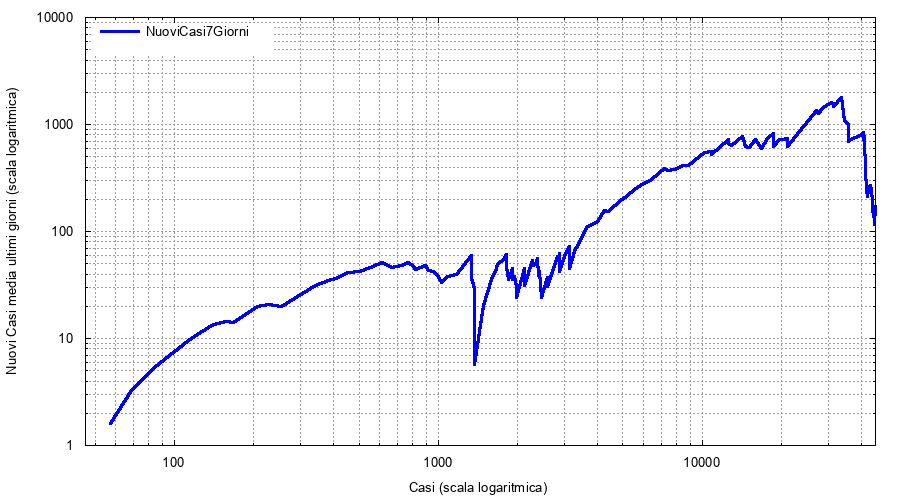 10000
NuoviCasi7Giorni
1000
100
10
1
Nuovi Casi media ultimi giorni (scala logaritmica)
100 1000 10000
Casi (scala logaritmica)